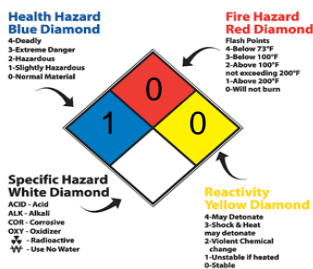 Health Hazard
Blue Diamond
4-Deadly
3-Extreme Danger
2-Hazardous
1-Slightly Hazardous
0-Normal Material
Fire Hazard
Red Diamond
Flash Points
4-Below 73°F
3-Below 100°F
2-Above 100°F
not exceeding 200°F
1-Above 200°F
0-Will not burn
0
1
0
Specific Hazard
White Diamond
ACID - Acid
ALK - Alkali
COR - Corrosive
OXY - Oxidizer
- Radioactive
W - Use No Water
Reactivity
Yellow Diamond
4-May Detonate
3-Shock & Heat
may detonate
2-Violent Chemical
change
1-Unstable if heated
0-Stable